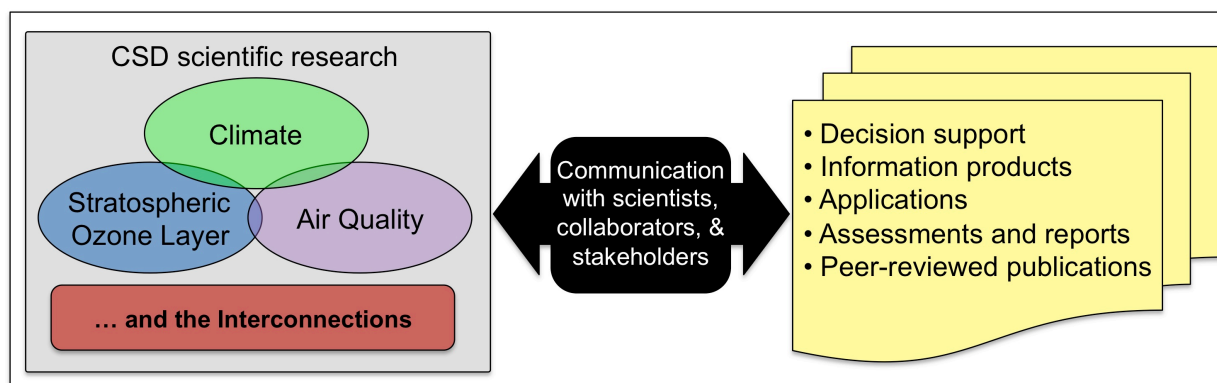 CSD scientific research
Climate
Stratospheric
Ozone Layer
Air Quality
… and the Interconnections
Communication
with scientists,
collaborators, &
stakeholders
• Decision support
• Information products
• Applications
• Assessments and reports
• Peer-reviewed publications